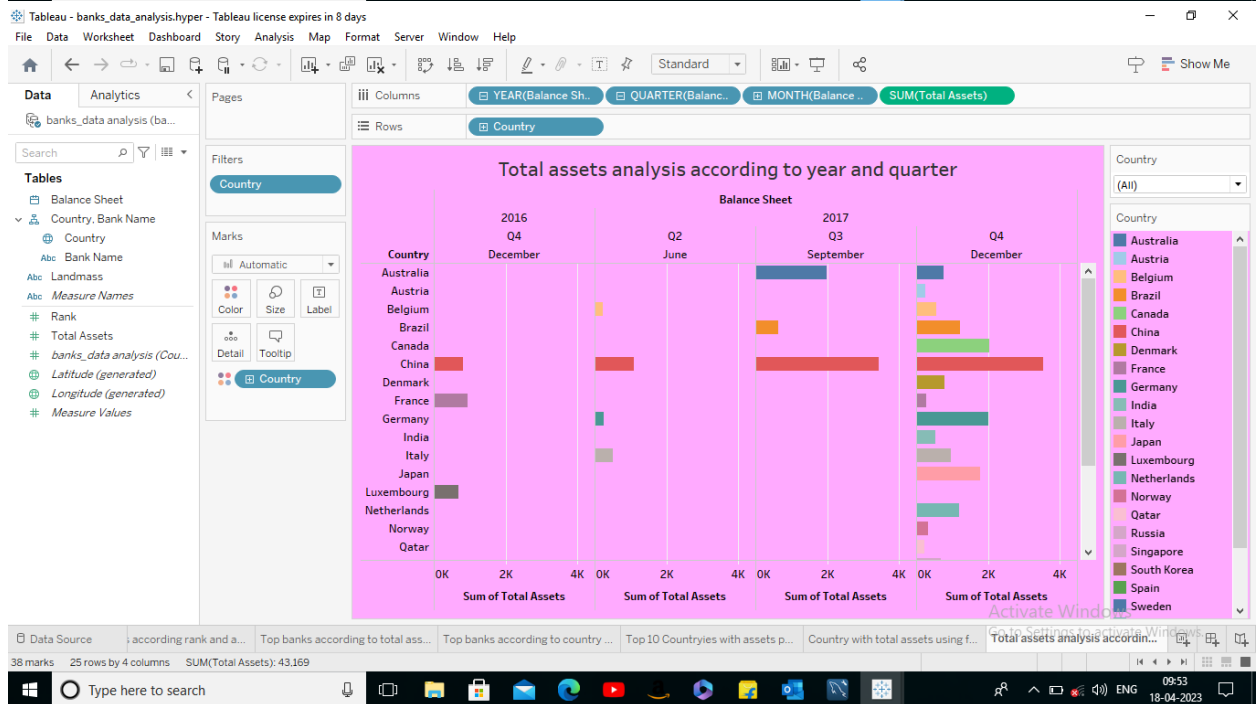 Tableau - banks_data_analysis.hyper - Tableau license expires in 8 days
File Data Worksheet Dashboard Story Analysis Map Format Server Window Help
Standard
Show Me
Data Analytics
banks_data analysis (ba...
Search
Tables
Balance Sheet
Country, Bank Name
Country
Abc Bank Name
Abc Landmass
Abc Measure Names
# Rank
# Total Assets
# banks_data analysis (Cou...
Latitude (generated)
Longitude (generated)
# Measure Values
Pages
Filters
Country
Marks
Automatic
Color Size Label
Detail Tooltip
Country
Columns YEAR(Balance Sh.. QUARTER(Balanc.. MONTH(Balance .. SUM(Total Assets)
Rows Country
Total assets analysis according to year and quarter
Balance Sheet
2016 2017
Q4 Q2 Q3 Q4
Country December June September December
Australia
Austria
Belgium
Brazil
Canada
China
Denmark
France
Germany
India
Italy
Japan
Luxembourg
Netherlands
Norway
Qatar
0K 2K 4K 0K 2K 4K 0K 2K 4K 0K 2K 4K
Sum of Total Assets Sum of Total Assets Sum of Total Assets Sum of Total Assets
Country
(All)
Country
Australia
Austria
Belgium
Brazil
Canada
China
Denmark
France
Germany
India
Italy
Japan
Luxembourg
Netherlands
Norway
Qatar
Russia
Singapore
South Korea
Spain
Sweden
Activate Windows
Go to Settings to activate Windows.
Data Source according rank and a... Top banks according to total ass... Top banks according to country ... Top 10 Countryies with assets p... Country with total assets using f... Total assets analysis accordin...
38 marks 25 rows by 4 columns SUM(Total Assets): 43,169
Type here to search
ENG
09:53
18-04-2023